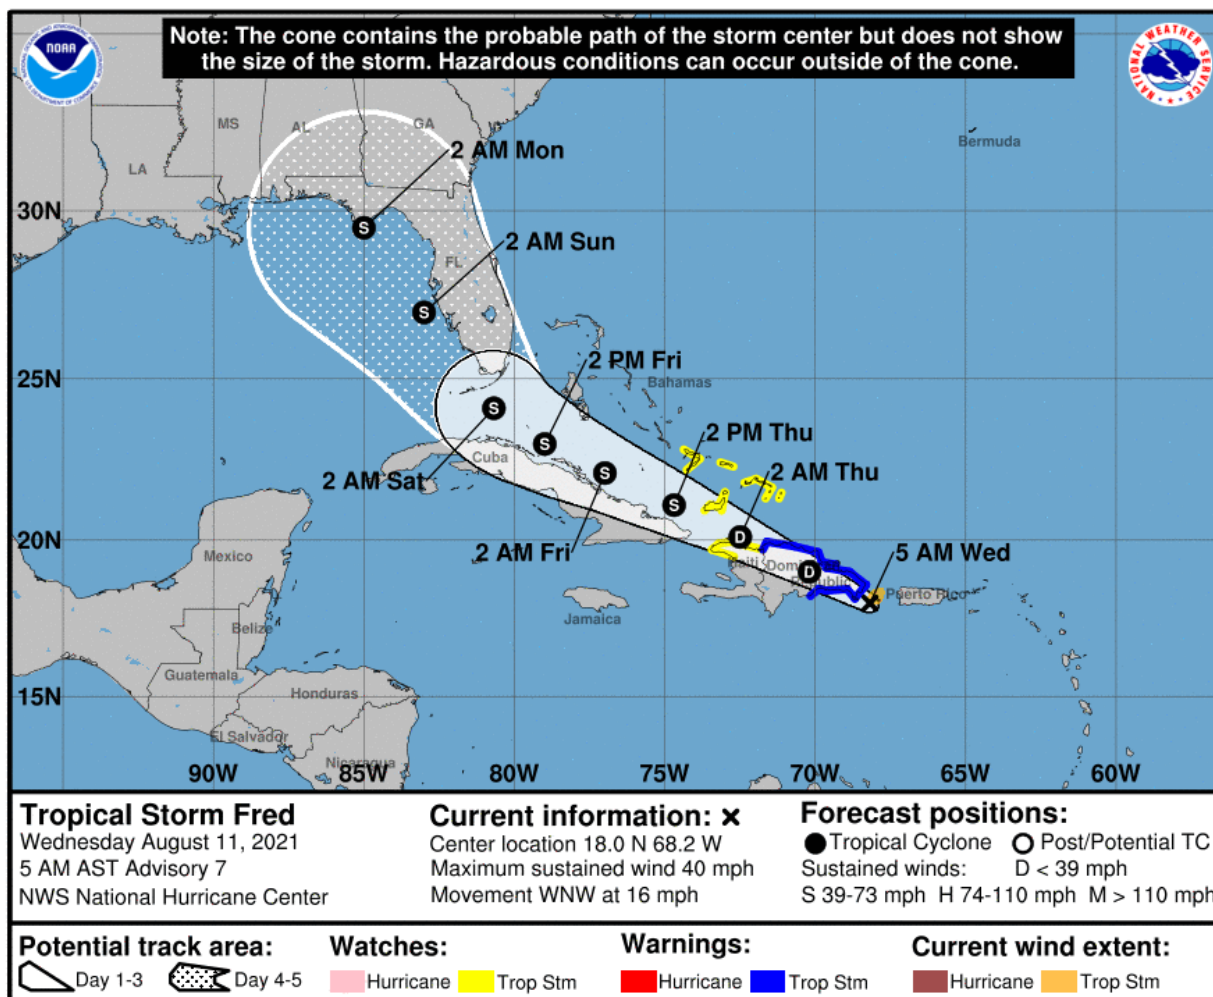 Note: The cone contains the probable path of the storm center but does not show
the size of the storm. Hazardous conditions can occur outside of the cone.
NOAA
NATIONAL WEATHER SERVICE
MS
AL
GA
2 AM Mon
Bermuda
LA
30N
2 AM Sun
FL
2 PM Fri
25N
Bahamas
2 PM Thu
Cuba
2 AM Thu
2 AM Sat
20N
2 AM Fri
5 AM Wed
Mexico
Haiti
Republic
Puerto Rico
Jamaica
Belize
Guatemala
15N
Honduras
El Salvador
Nicaragua
90W 85W 80W 75W 70W 65W 60W
Tropical Storm Fred
Wednesday August 11, 2021
5 AM AST Advisory 7
NWS National Hurricane Center
Current information: ×
Center location 18.0 N 68.2 W
Maximum sustained wind 40 mph
Movement WNW at 16 mph
Forecast positions:
Tropical Cyclone Post/Potential TC
Sustained winds: D < 39 mph
S 39-73 mph H 74-110 mph M > 110 mph
Potential track area:
Day 1-3 Day 4-5
Watches:
Hurricane Trop Stm
Warnings:
Hurricane Trop Stm
Current wind extent:
Hurricane Trop Stm